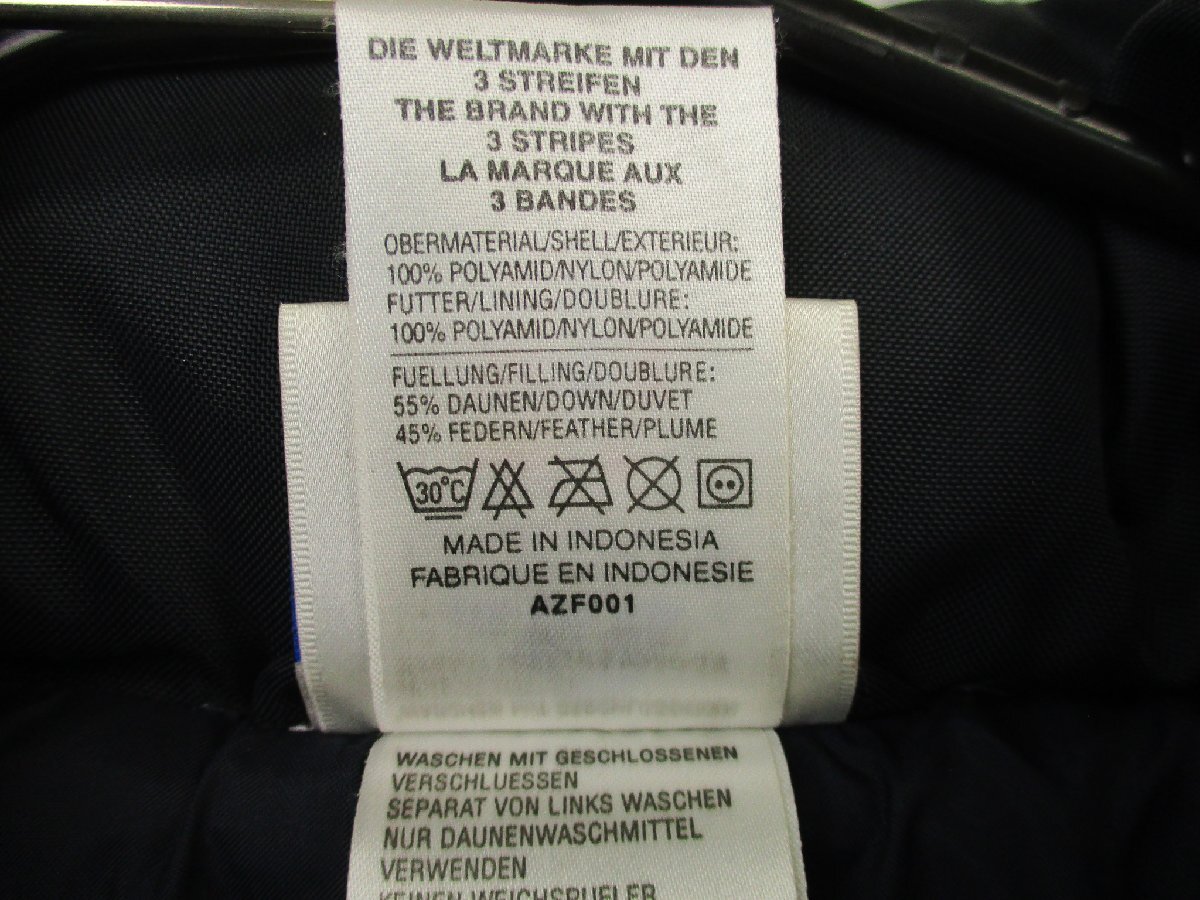 DIE WELTMARKE MIT DEN
3 STREIFEN
THE BRAND WITH THE
3 STRIPES
LA MARQUE AUX
3 BANDES
OBERMATERIAL/SHELL/EXTERIEUR:
100% POLYAMID/NYLON/POLYAMIDE
FUTTER/LINING/DOUBLURE:
100% POLYAMID/NYLON/POLYAMIDE
FUELLUNG/FILLING/DOUBLURE:
55% DAUNEN/DOWN/DUVET
45% FEDERN/FEATHER/PLUME
30°C
MADE IN INDONESIA
FABRIQUE EN INDONESIE
AZF001
WASCHEN MIT GESCHLOSSENEN
VERSCHLUESSEN
SEPARAT VON LINKS WASCHEN
NUR DAUNENWASCHMITTEL
VERWENDEN
KEINEN WEICHSPUELER